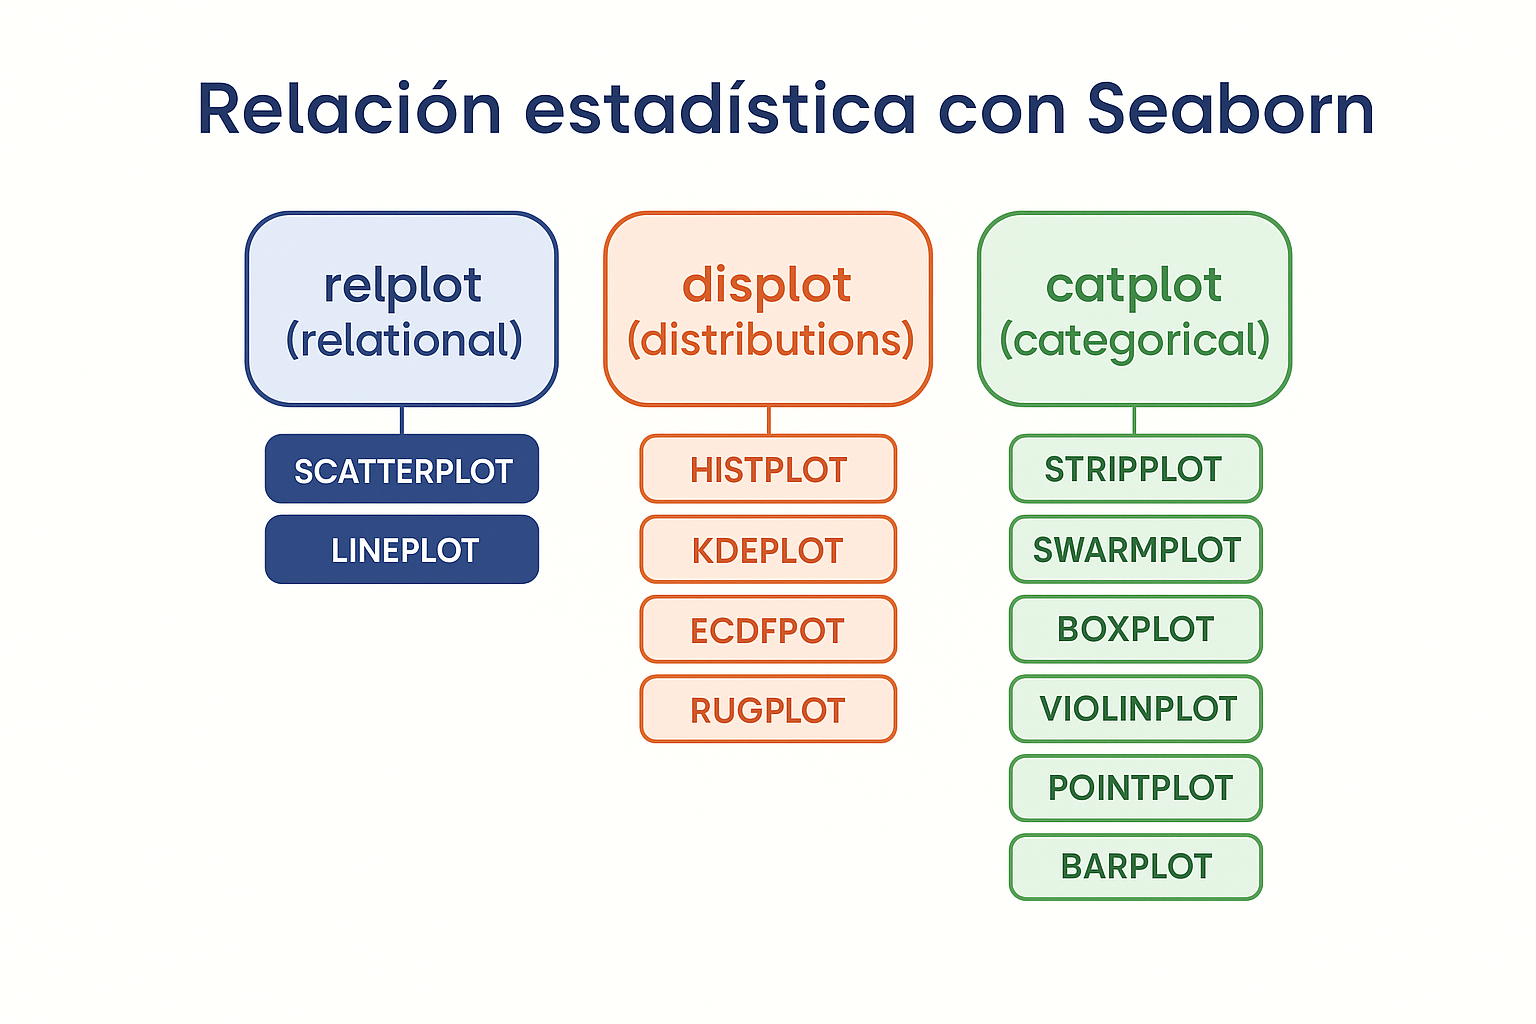 Relación estadística con Seaborn
relplot
(relational)
SCATTERPLOT
LINEPLOT
displot
(distributions)
HISTPLOT
KDEPLOT
ECDFPOT
RUGPLOT
catplot
(categorical)
STRIPPLOT
SWARMPLOT
BOXPLOT
VIOLINPLOT
POINTPLOT
BARPLOT